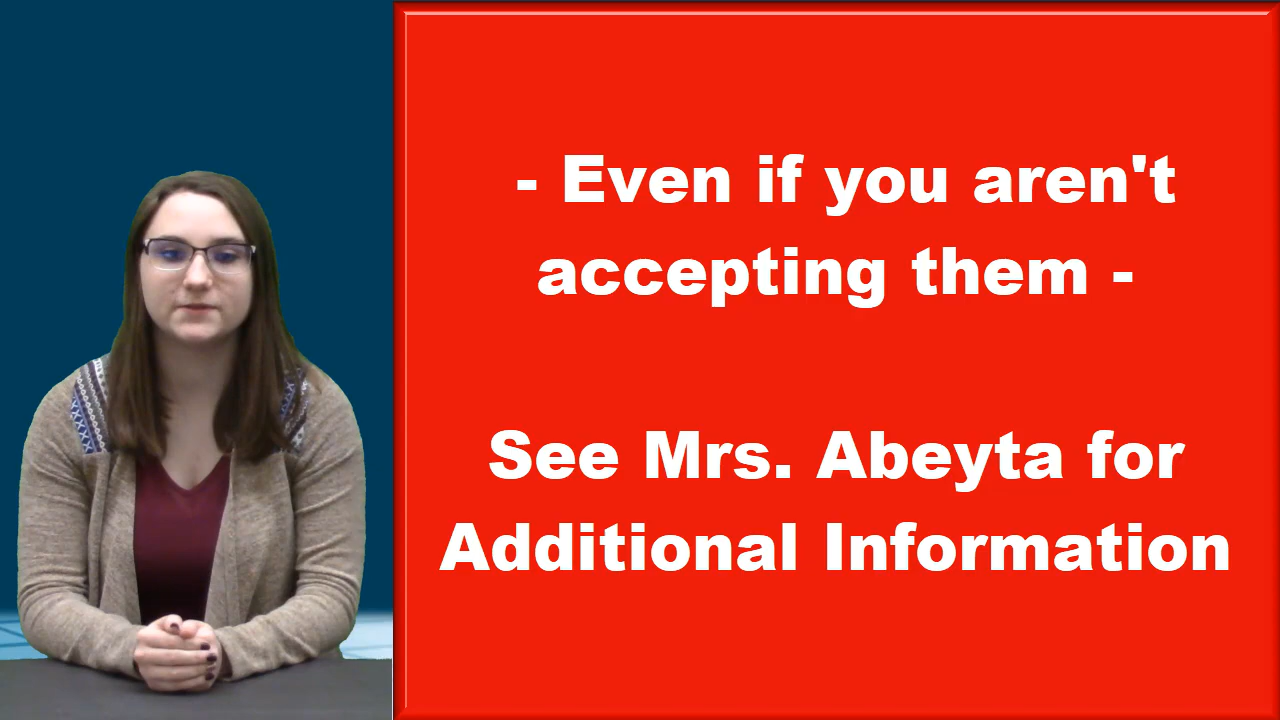 - Even if you aren't
accepting them -
See Mrs. Abeyta for
Additional Information